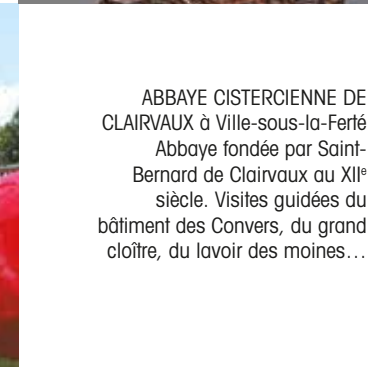 ABBAYE CISTERCIENNE DE
CLAIRVAUX à Ville-sous-la-Ferté
Abbaye fondée par Saint-
Bernard de Clairvaux au XIIᵉ
siècle. Visites guidées du
bâtiment des Convers, du grand
cloître, du lavoir des moines…